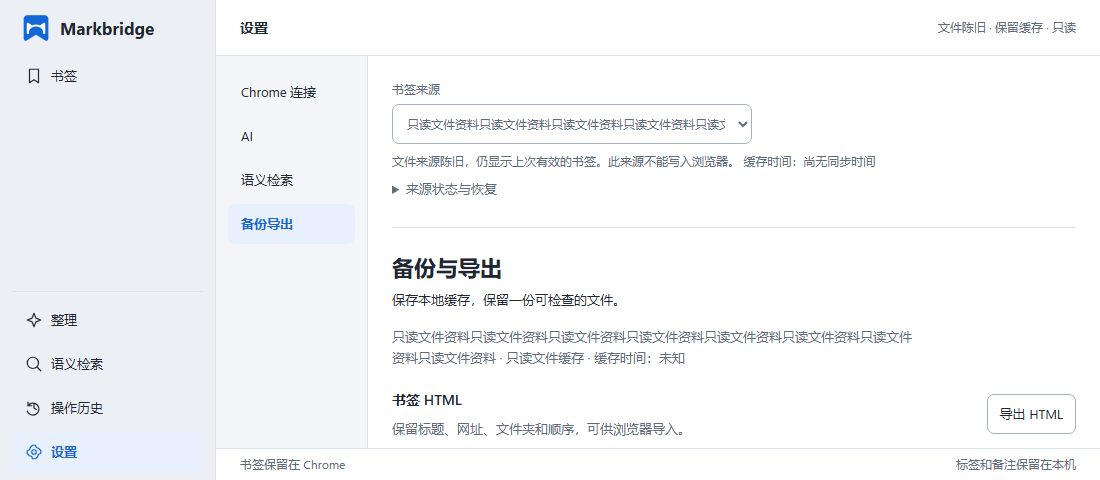 Markbridge
书签
整理
语义检索
操作历史
设置
设置
文件陈旧 · 保留缓存 · 只读
Chrome 连接
AI
语义检索
备份导出
书签来源
只读文件资料只读文件资料只读文件资料只读文件资料只读文
文件来源陈旧，仍显示上次有效的书签。此来源不能写入浏览器。 缓存时间：尚无同步时间
来源状态与恢复
备份与导出
保存本地缓存，保留一份可检查的文件。
只读文件资料只读文件资料只读文件资料只读文件资料只读文件资料只读文件资料只读文件
资料只读文件资料 · 只读文件缓存 · 缓存时间：未知
书签 HTML
保留标题、网址、文件夹和顺序，可供浏览器导入。
导出 HTML
书签保留在 Chrome
标签和备注保留在本机